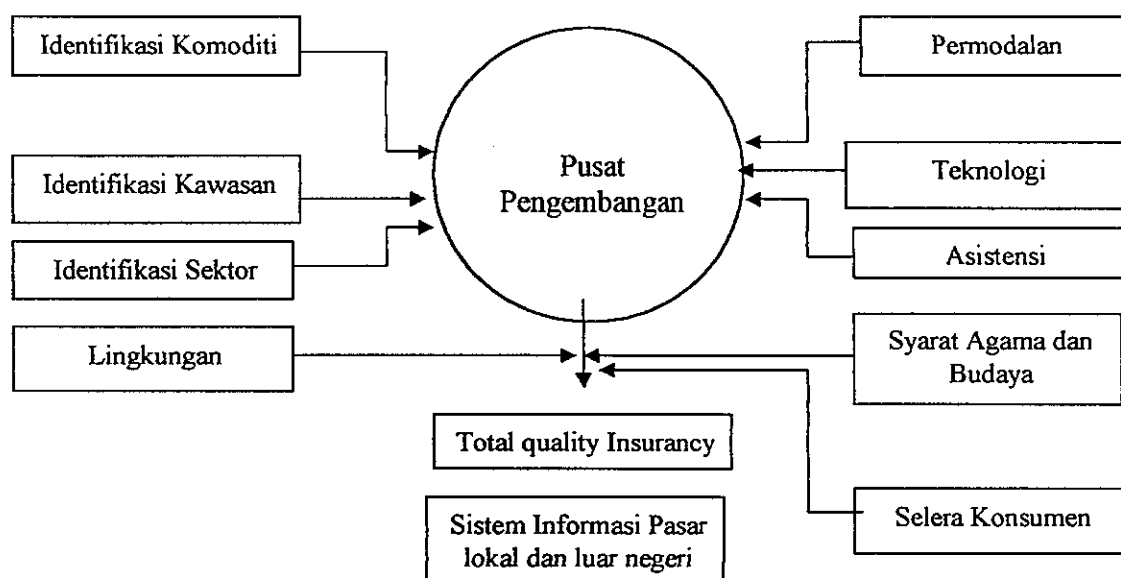 Identifikasi Komoditi
Identifikasi Kawasan
Identifikasi Sektor
Lingkungan
Pusat
Pengembangan
Permodalan
Teknologi
Asistensi
Syarat Agama dan
Budaya
Selera Konsumen
Total quality Insurancy
Sistem Informasi Pasar
lokal dan luar negeri